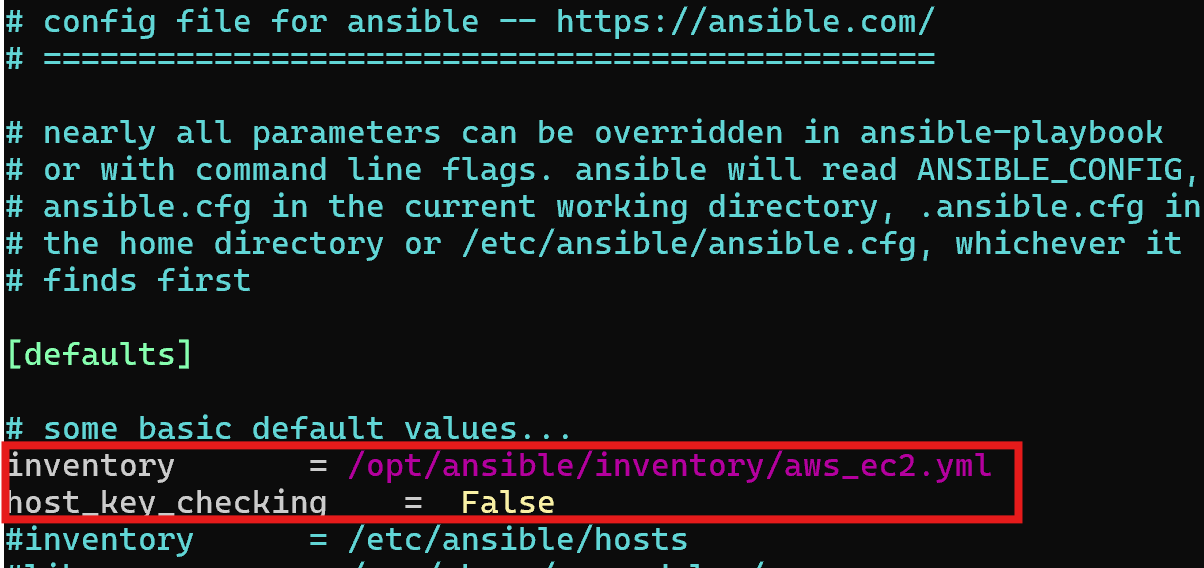 # config file for ansible -- https://ansible.com/
# ===============================================
# nearly all parameters can be overridden in ansible-playbook
# or with command line flags. ansible will read ANSIBLE_CONFIG,
# ansible.cfg in the current working directory, .ansible.cfg in
# the home directory or /etc/ansible/ansible.cfg, whichever it
# finds first
[defaults]
# some basic default values...
inventory       = /opt/ansible/inventory/aws_ec2.yml
host_key_checking    =  False
#inventory      = /etc/ansible/hosts